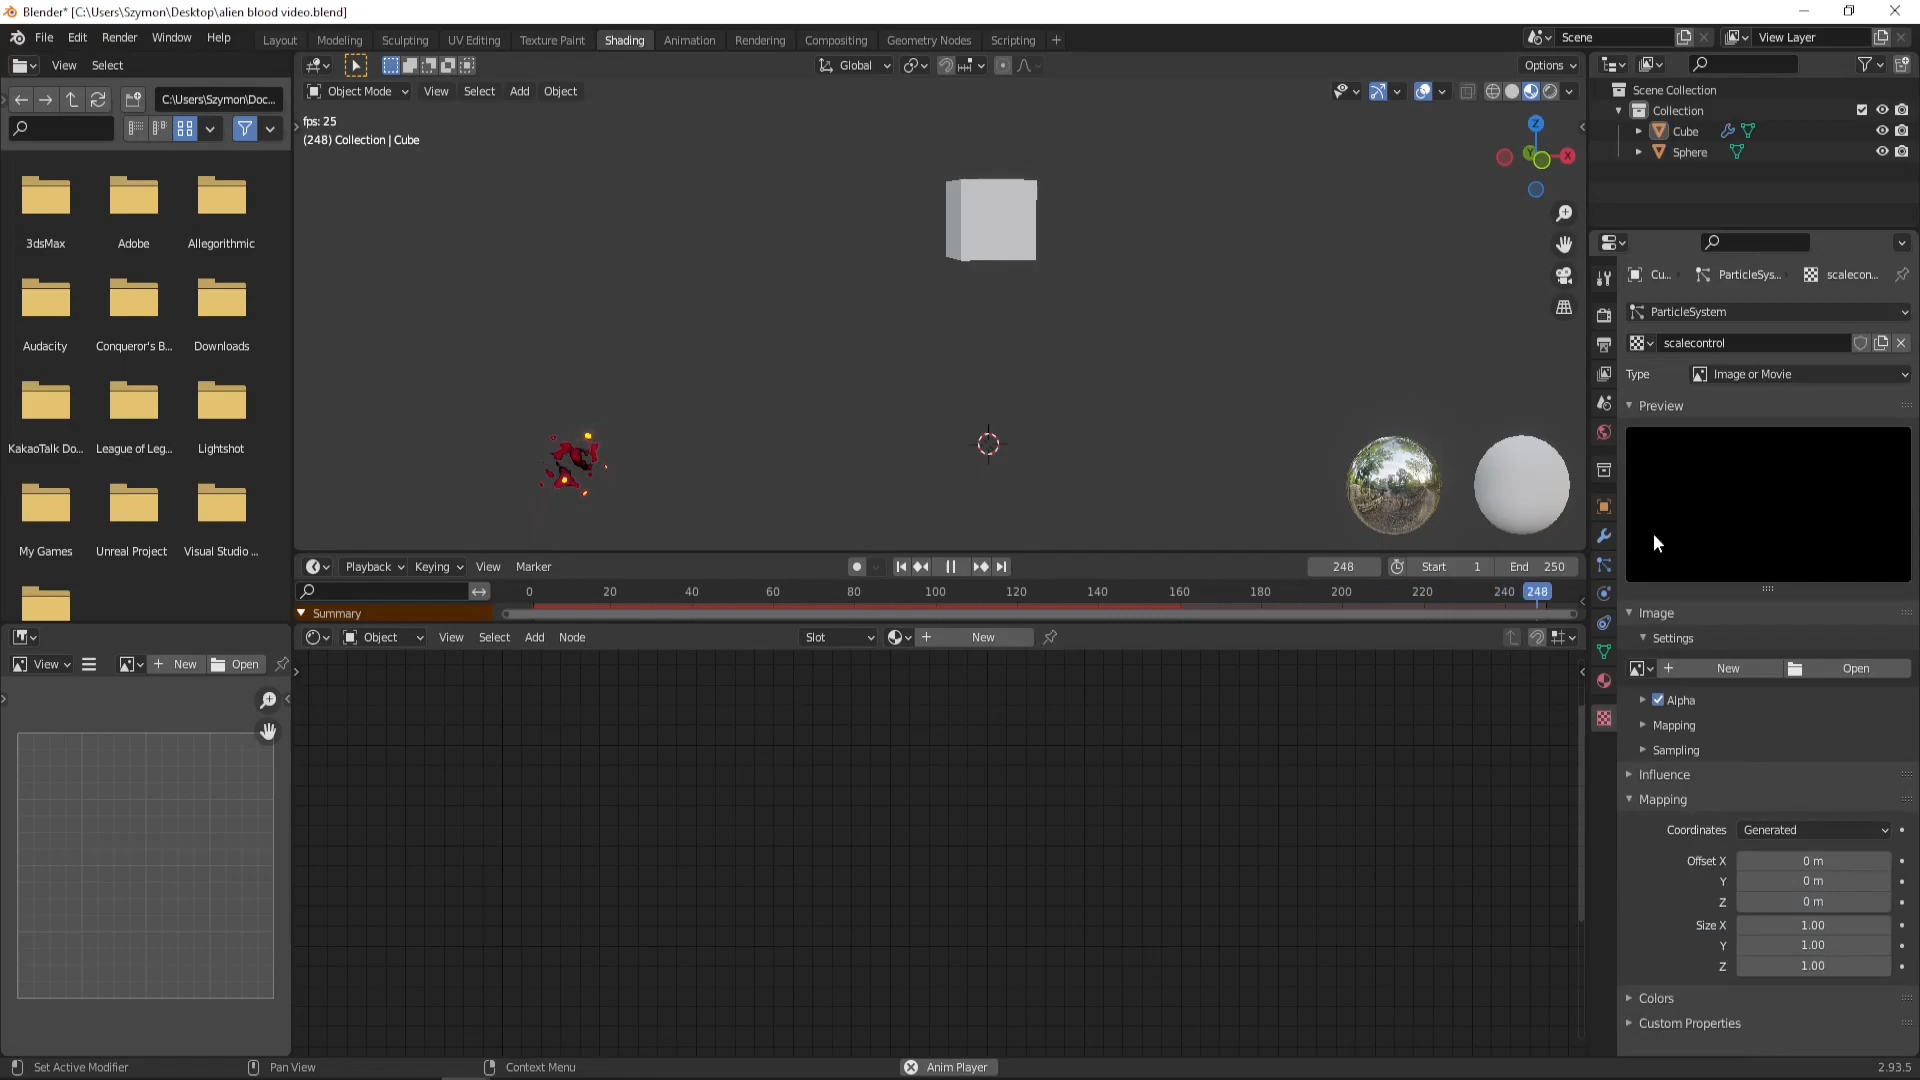 Blender* [C:\Users\Szymon\Desktop\alien blood video.blend]
File Edit Render Window Help
Layout Modeling Sculpting UV Editing Texture Paint Shading Animation Rendering Compositing Geometry Nodes Scripting +
Scene
View Layer
View Select
Global
Options
C:\Users\Szymon\Doc...
Object Mode View Select Add Object
fps: 25
(248) Collection | Cube
Z
Y
X
3dsMax Adobe Allegorithmic
Audacity Conqueror's B... Downloads
KakaoTalk Do... League of Leg... Lightshot
My Games Unreal Project Visual Studio ...
Scene Collection
Collection
Cube
Sphere
Cu... ParticleSys... scalecon...
ParticleSystem
scalecontrol
Type Image or Movie
Preview
Image
Settings
+ New Open
Alpha
Mapping
Sampling
Influence
Mapping
Coordinates Generated
Offset X 0 m
Y 0 m
Z 0 m
Size X 1.00
Y 1.00
Z 1.00
Colors
Custom Properties
Playback Keying View Marker
248 Start 1 End 250
0 20 40 60 80 100 120 140 160 180 200 220 240 248
Summary
Object View Select Add Node Slot + New
View + New Open
Set Active Modifier Pan View Context Menu Anim Player 2.93.5